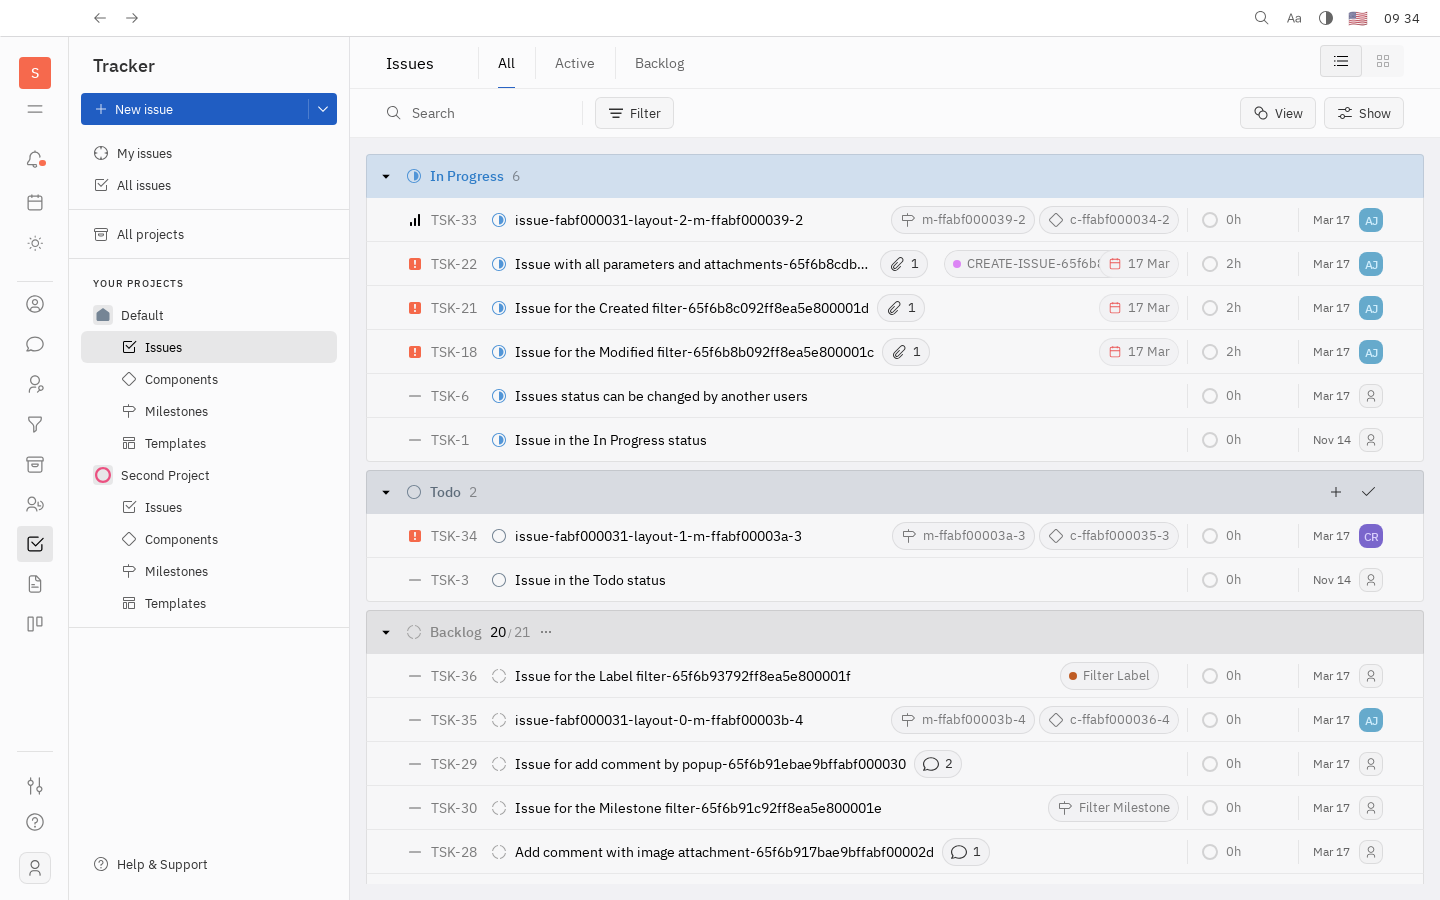 Aa 09 34
S
Tracker
New issue
My issues
All issues
All projects
YOUR PROJECTS
Default
Issues
Components
Milestones
Templates
Second Project
Issues
Components
Milestones
Templates
Help & Support
Issues All Active Backlog
Search Filter View Show
In Progress 6
TSK-33 issue-fabf000031-layout-2-m-ffabf000039-2 m-ffabf000039-2 c-ffabf000034-2 0h Mar 17 AJ
TSK-22 Issue with all parameters and attachments-65f6b8cdb... 1 CREATE-ISSUE-65f6b8 17 Mar 2h Mar 17 AJ
TSK-21 Issue for the Created filter-65f6b8c092ff8ea5e800001d 1 17 Mar 2h Mar 17 AJ
TSK-18 Issue for the Modified filter-65f6b8b092ff8ea5e800001c 1 17 Mar 2h Mar 17 AJ
TSK-6 Issues status can be changed by another users 0h Mar 17
TSK-1 Issue in the In Progress status 0h Nov 14
Todo 2
TSK-34 issue-fabf000031-layout-1-m-ffabf00003a-3 m-ffabf00003a-3 c-ffabf000035-3 0h Mar 17 CR
TSK-3 Issue in the Todo status 0h Nov 14
Backlog 20/21 ...
TSK-36 Issue for the Label filter-65f6b93792ff8ea5e800001f Filter Label 0h Mar 17
TSK-35 issue-fabf000031-layout-0-m-ffabf00003b-4 m-ffabf00003b-4 c-ffabf000036-4 0h Mar 17 AJ
TSK-29 Issue for add comment by popup-65f6b91ebae9bffabf000030 2 0h Mar 17
TSK-30 Issue for the Milestone filter-65f6b91c92ff8ea5e800001e Filter Milestone 0h Mar 17
TSK-28 Add comment with image attachment-65f6b917bae9bffabf00002d 1 0h Mar 17